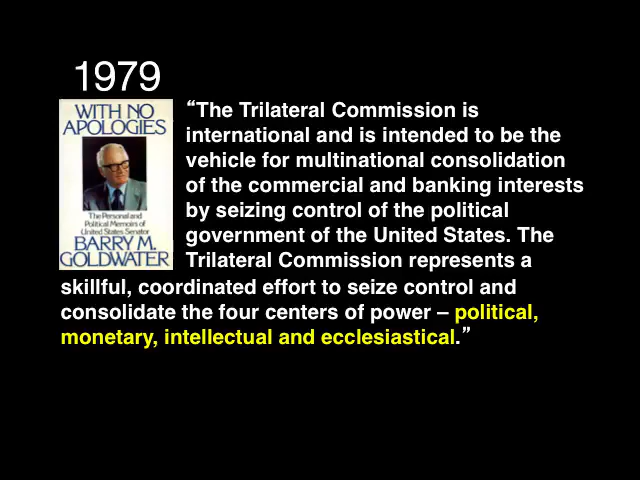 1979
WITH NO
APOLOGIES
The Personal and
Political Memoirs of
United States Senator
BARRY M.
GOLDWATER
“The Trilateral Commission is
international and is intended to be the
vehicle for multinational consolidation
of the commercial and banking interests
by seizing control of the political
government of the United States. The
Trilateral Commission represents a
skillful, coordinated effort to seize control and
consolidate the four centers of power – political,
monetary, intellectual and ecclesiastical.”